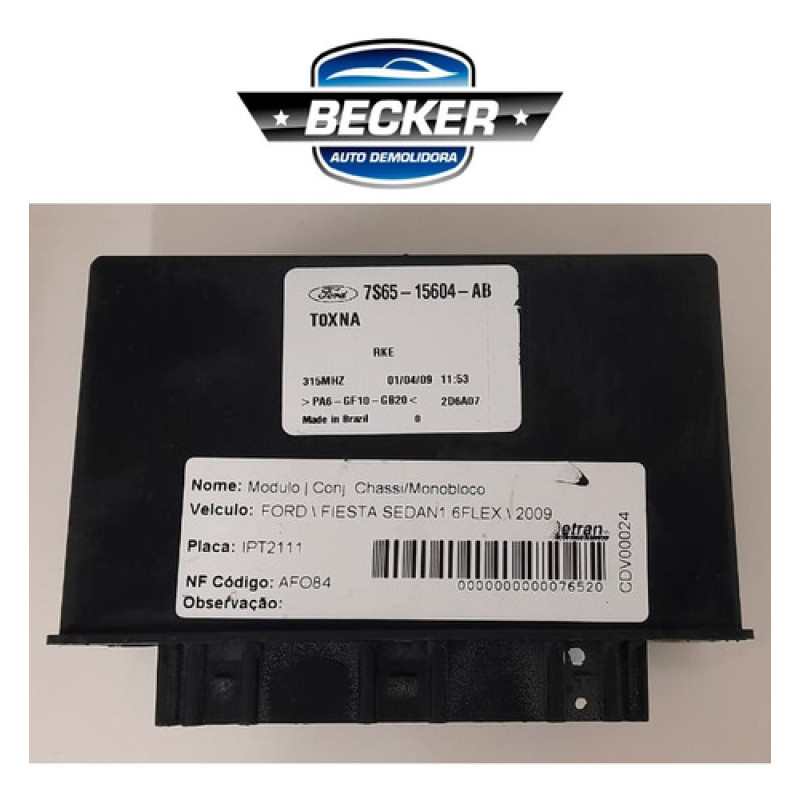 BECKER
AUTO DEMOLIDORA
Ford 7S65-15604-AB
TOXNA
RKE
315MHZ 01/04/09 11:53
>PA6-GF10-GB20< 2D6A07
Made in Brazil 0
Nome: Modulo | Conj Chassi/Monobloco
Veiculo: FORD \ FIESTA SEDAN1 6FLEX \ 2009
Placa: IPT2111
etran
NF Código: AFO84
0000000000076520
Observação:
CDV00024